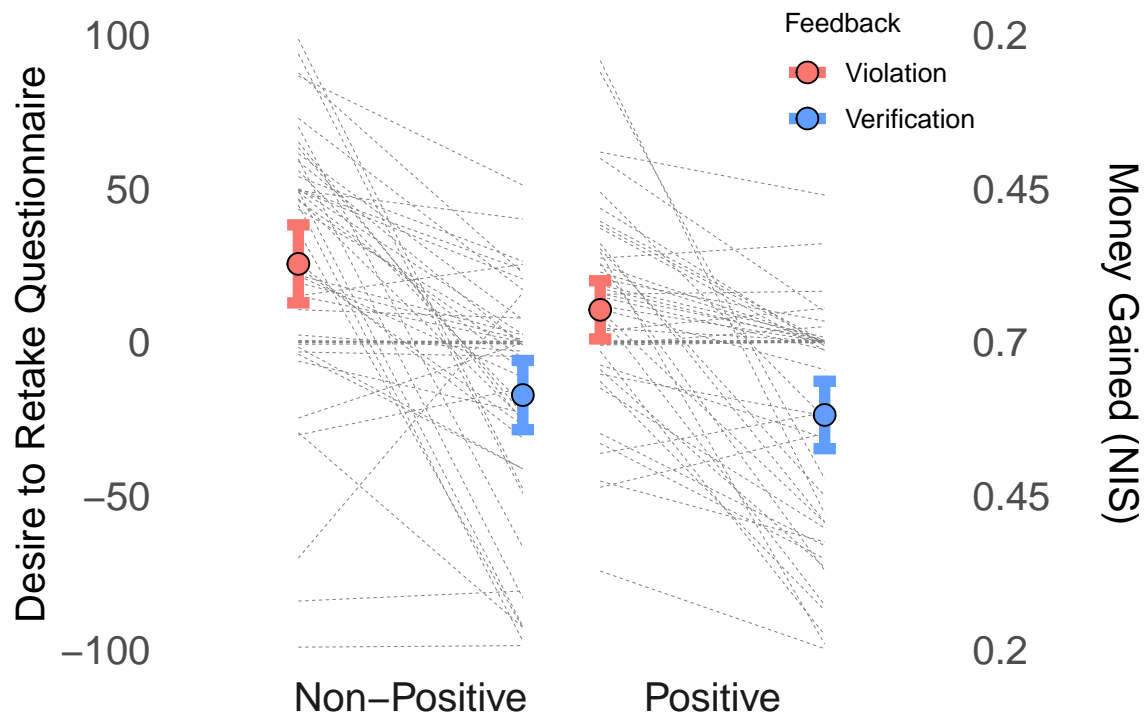 Desire to Retake Questionnaire
100
50
0
−50
−100
Feedback
Violation
Verification
0.2
0.45
0.7
0.45
0.2
Money Gained (NIS)
Non−Positive
Positive